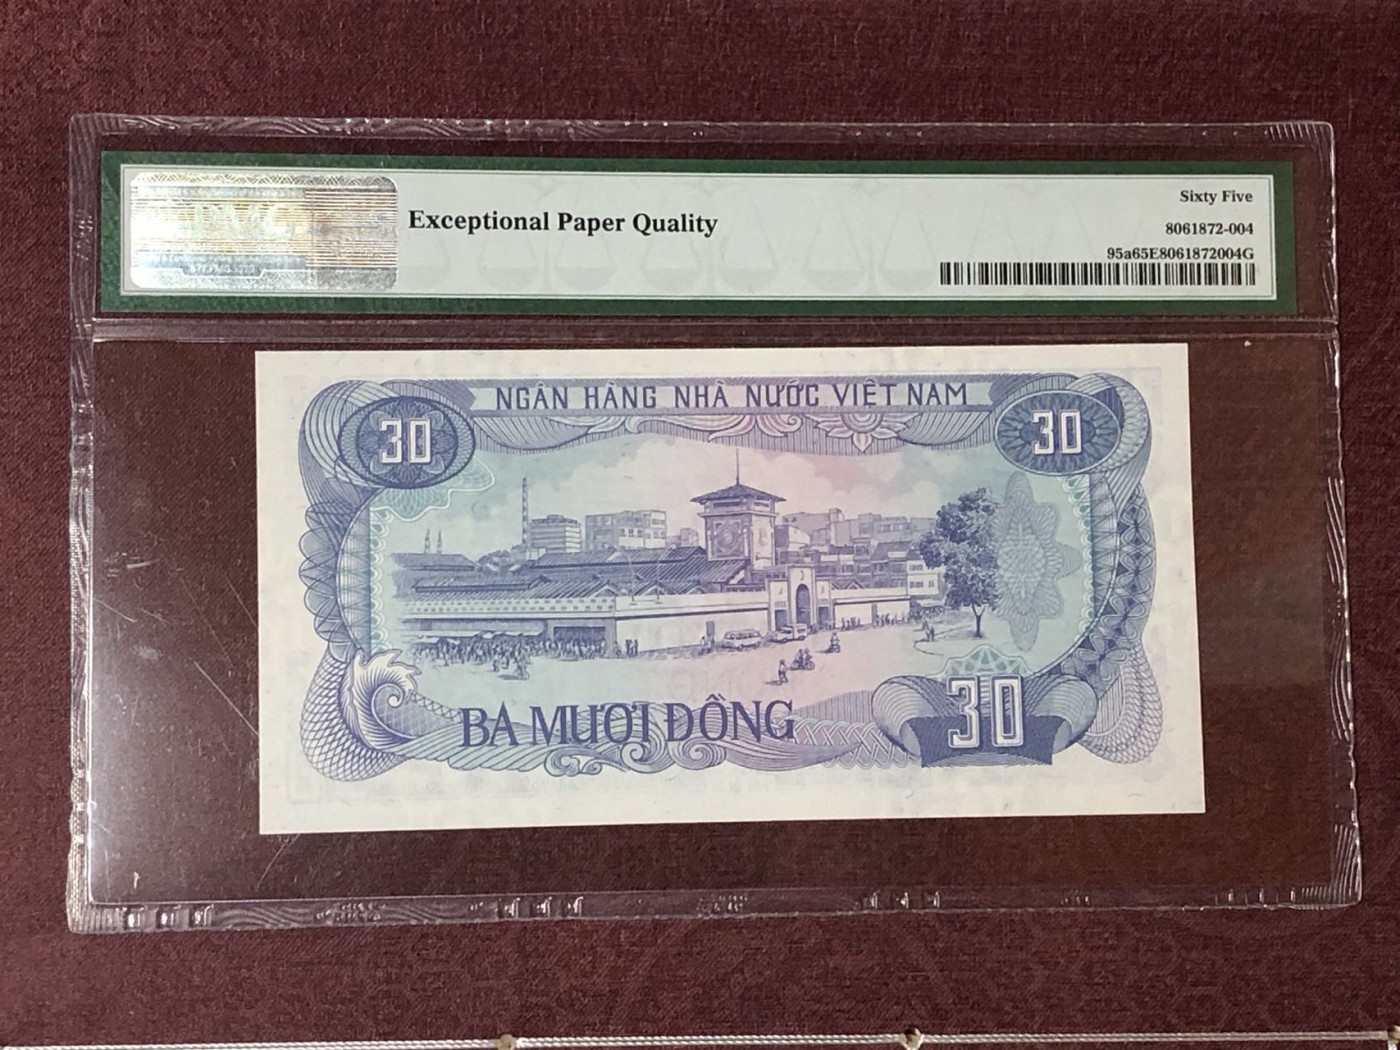 PMG
Exceptional Paper Quality
Sixty Five
8061872-004
95a65E8061872004G
NGÂN HÀNG NHÀ NƯỚC VIỆT NAM
30
30
BA MƯƠI ĐỒNG
30